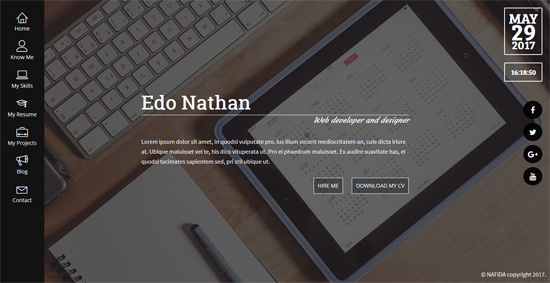 Home
Know Me
My Skills
My Resume
My Projects
Blog
Contact
Edo Nathan
Web developer and designer
Lorem ipsum dolor sit amet, in quodsi vulputate pro. Ius illum vocent mediocritatem an, cule dicta iriure
at. Ubique maluisset vel te, his dico vituperata ut. Pro ei phaedrum maluisset. Ex audire suavitate has, ei
quodsi tacimates sapientem sed, pri aril ubique ut.
HIRE ME
DOWNLOAD MY CV
MAY
29
2017
16:18:50
© NAFIDA copyright 2017.